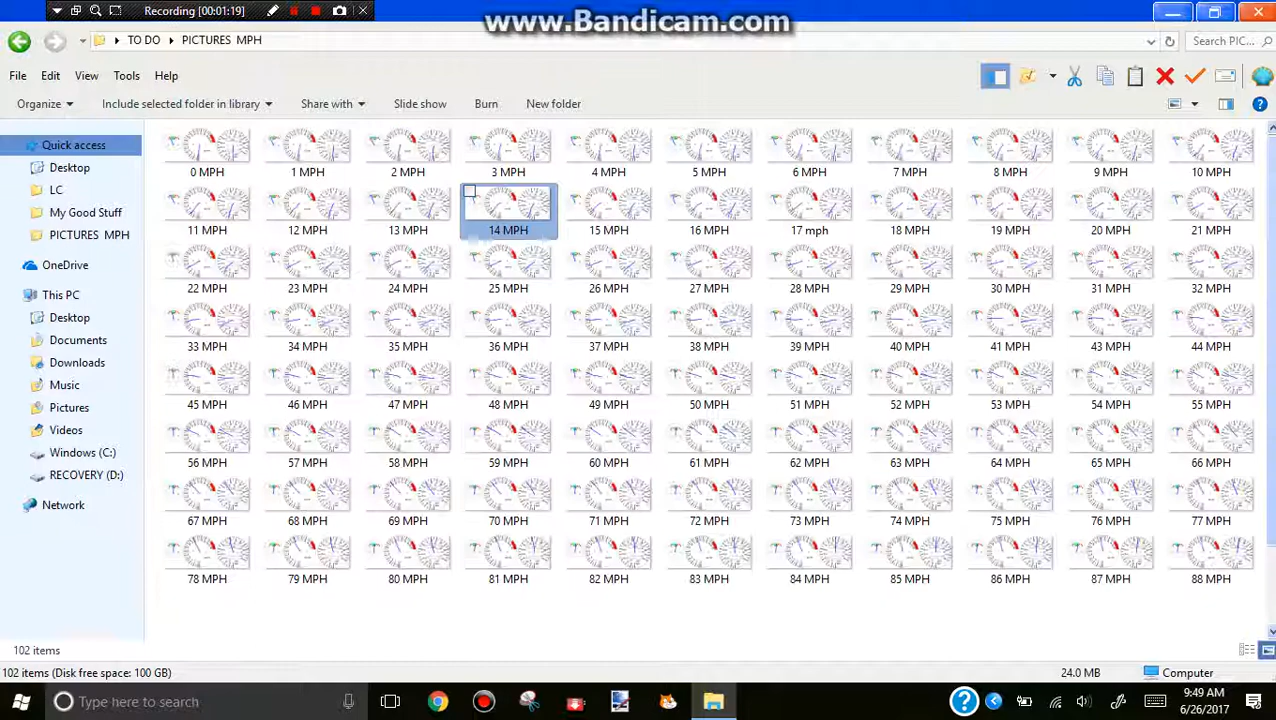 Recording [00:01:19]
www.Bandicam.com
TO DO
PICTURES MPH
Search PIC...
File Edit View Tools Help
Organize Include selected folder in library Share with Slide show Burn New folder
Quick access
Desktop
LC
My Good Stuff
PICTURES MPH
OneDrive
This PC
Desktop
Documents
Downloads
Music
Pictures
Videos
Windows (C:)
RECOVERY (D:)
Network
0 MPH 1 MPH 2 MPH 3 MPH 4 MPH 5 MPH 6 MPH 7 MPH 8 MPH 9 MPH 10 MPH
11 MPH 12 MPH 13 MPH 14 MPH 15 MPH 16 MPH 17 mph 18 MPH 19 MPH 20 MPH 21 MPH
22 MPH 23 MPH 24 MPH 25 MPH 26 MPH 27 MPH 28 MPH 29 MPH 30 MPH 31 MPH 32 MPH
33 MPH 34 MPH 35 MPH 36 MPH 37 MPH 38 MPH 39 MPH 40 MPH 41 MPH 43 MPH 44 MPH
45 MPH 46 MPH 47 MPH 48 MPH 49 MPH 50 MPH 51 MPH 52 MPH 53 MPH 54 MPH 55 MPH
56 MPH 57 MPH 58 MPH 59 MPH 60 MPH 61 MPH 62 MPH 63 MPH 64 MPH 65 MPH 66 MPH
67 MPH 68 MPH 69 MPH 70 MPH 71 MPH 72 MPH 73 MPH 74 MPH 75 MPH 76 MPH 77 MPH
78 MPH 79 MPH 80 MPH 81 MPH 82 MPH 83 MPH 84 MPH 85 MPH 86 MPH 87 MPH 88 MPH
102 items
102 items (Disk free space: 100 GB)
24.0 MB
Computer
Type here to search
9:49 AM
6/26/2017